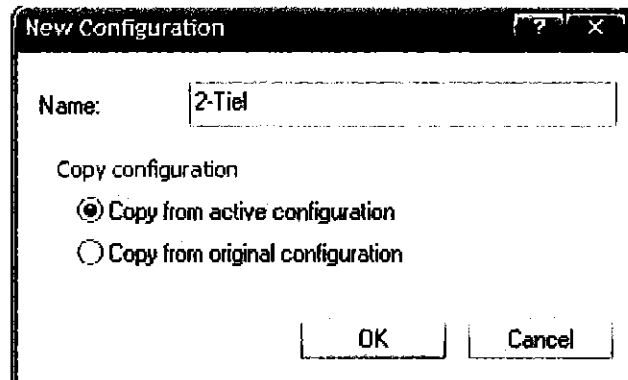 New Configuration ? X
Name: 2-Tiel
Copy configuration
Copy from active configuration
Copy from original configuration
OK Cancel